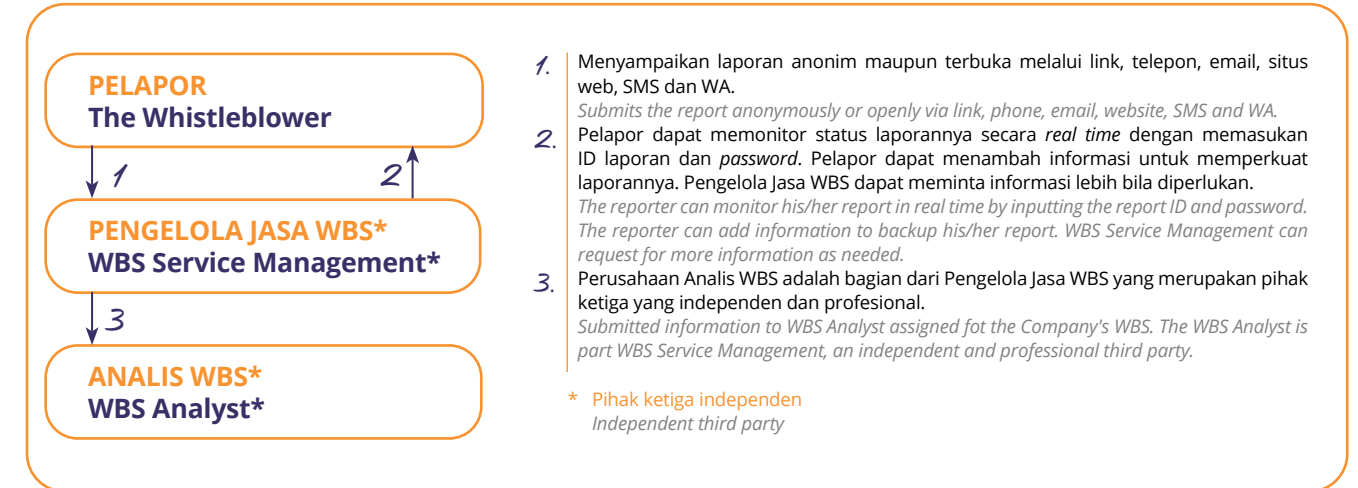 PELAPOR
The Whistleblower
1
2
PENGELOLA JASA WBS*
WBS Service Management*
3
ANALIS WBS*
WBS Analyst*
1. Menyampaikan laporan anonim maupun terbuka melalui link, telepon, email, situs
web, SMS dan WA.
Submits the report anonymously or openly via link, phone, email, website, SMS and WA.
2. Pelapor dapat memonitor status laporannya secara real time dengan memasukan
ID laporan dan password. Pelapor dapat menambah informasi untuk memperkuat
laporannya. Pengelola Jasa WBS dapat meminta informasi lebih bila diperlukan.
The reporter can monitor his/her report in real time by inputting the report ID and password.
The reporter can add information to backup his/her report. WBS Service Management can
request for more information as needed.
3. Perusahaan Analis WBS adalah bagian dari Pengelola Jasa WBS yang merupakan pihak
ketiga yang independen dan profesional.
Submitted information to WBS Analyst assigned fot the Company's WBS. The WBS Analyst is
part WBS Service Management, an independent and professional third party.
* Pihak ketiga independen
Independent third party